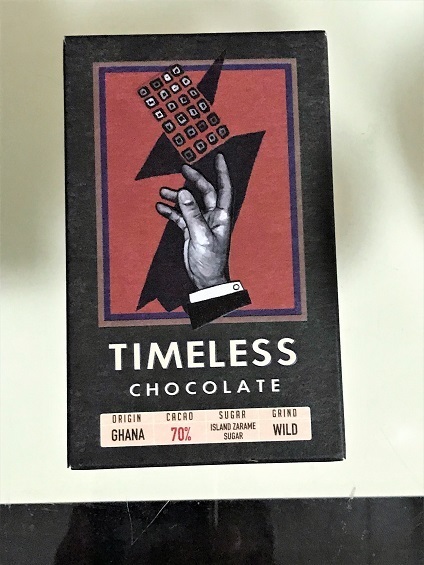 TIMELESS
CHOCOLATE
ORIGIN CACAO SUGAR GRIND
GHANA 70% ISLAND ZARAME SUGAR WILD